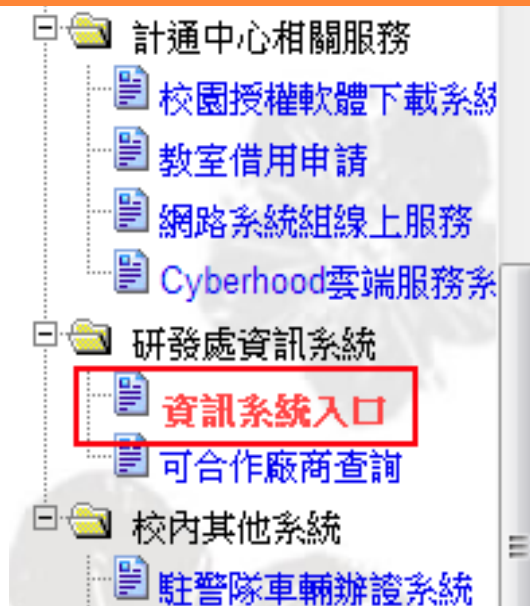 計通中心相關服務
校園授權軟體下載系統
教室借用申請
網路系統組線上服務
Cyberhood雲端服務系
研發處資訊系統
資訊系統入口
可合作廠商查詢
校內其他系統
駐警隊車輛辦證系統